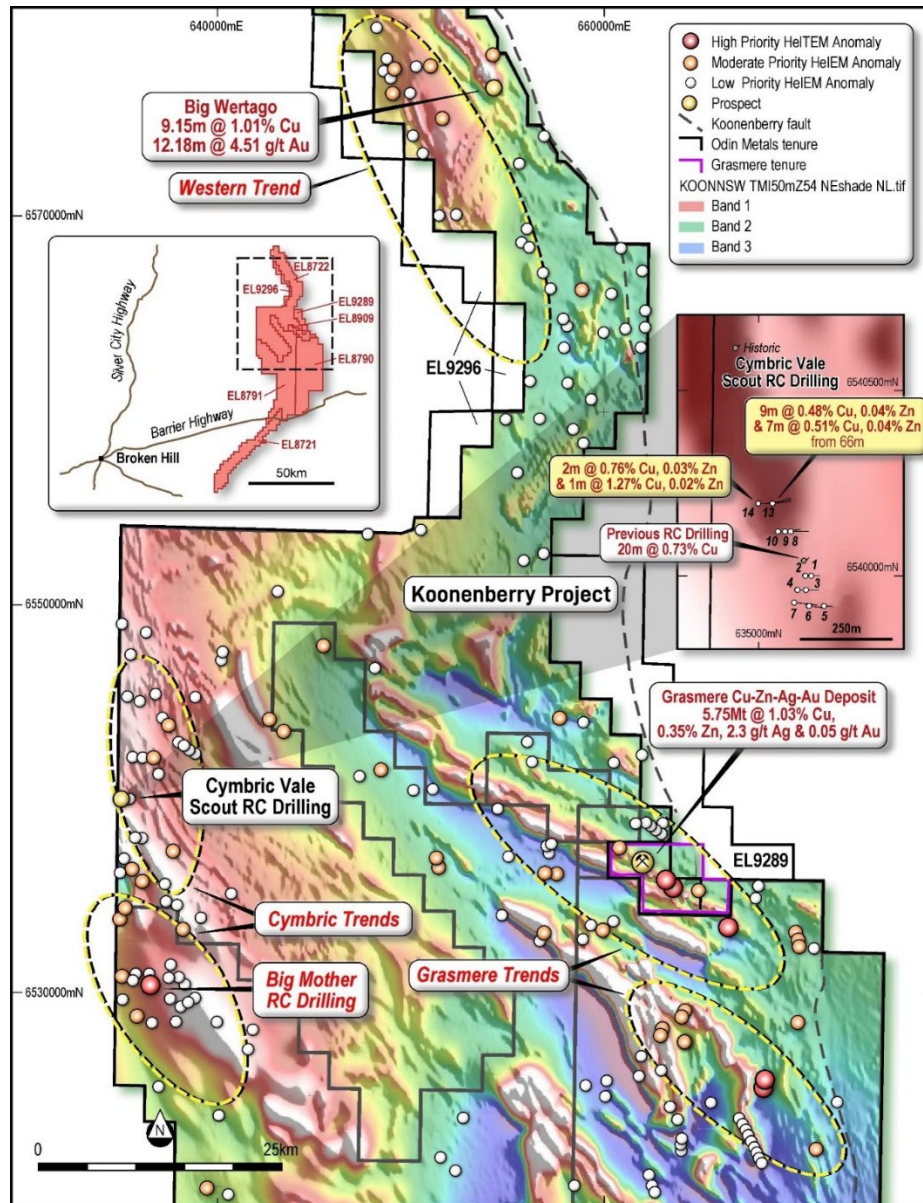 640000mE
660000mE
High Priority HelTEM Anomaly
Moderate Priority HelEM Anomaly
Low Priority HelEM Anomaly
Prospect
Koonenberry fault
Odin Metals tenure
Grasmere tenure
KOONNSW TMI50mZ54 NEshade NL.tif
Band 1
Band 2
Band 3
Big Wertago
9.15m @ 1.01% Cu
12.18m @ 4.51 g/t Au
Western Trend
6570000mN
Silver City Highway
EL8722
EL9296
EL9289
EL8909
EL8790
EL8791
Barrier Highway
EL8721
Broken Hill
50km
EL9296
Historic
Cymbric Vale
Scout RC Drilling
6540500mN
9m @ 0.48% Cu, 0.04% Zn
& 7m @ 0.51% Cu, 0.04% Zn
from 66m
2m @ 0.76% Cu, 0.03% Zn
& 1m @ 1.27% Cu, 0.02% Zn
14 13
10 9 8
Previous RC Drilling
20m @ 0.73% Cu
2 1
6540000mN
4 3
7 6 5
635000mN
250m
6550000mN
Koonenberry Project
Grasmere Cu-Zn-Ag-Au Deposit
5.75Mt @ 1.03% Cu,
0.35% Zn, 2.3 g/t Ag & 0.05 g/t Au
Cymbric Vale
Scout RC Drilling
EL9289
Cymbric Trends
Grasmere Trends
Big Mother
RC Drilling
6530000mN
N
0 25km